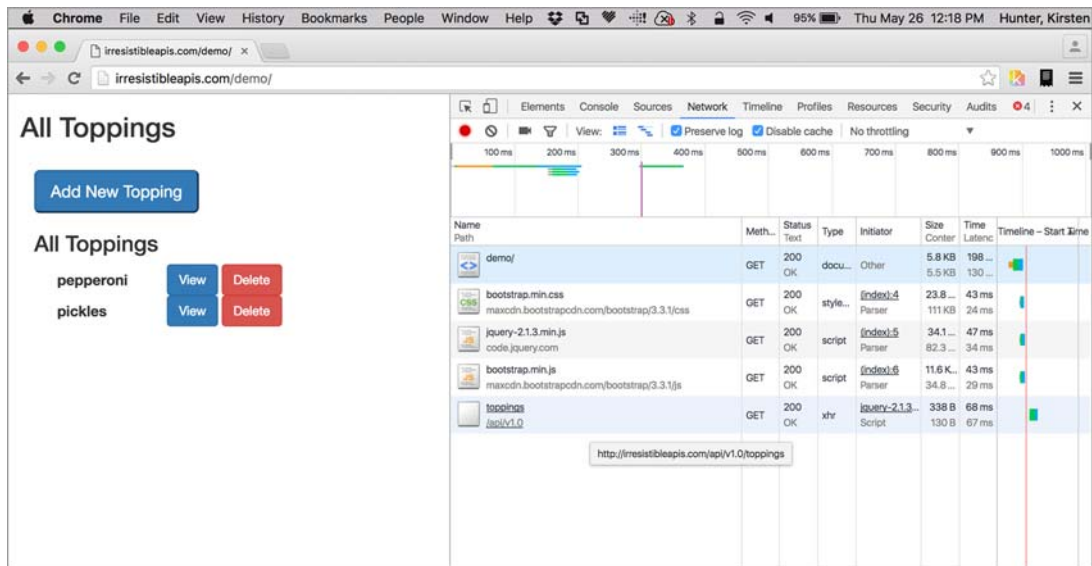 Chrome File Edit View History Bookmarks People Window Help 95% Thu May 26 12:18 PM Hunter, Kirsten
irresistibleapis.com/demo/ ×
irresistibleapis.com/demo/
All Toppings
Add New Topping
All Toppings
pepperoni View Delete
pickles View Delete
Elements Console Sources Network Timeline Profiles Resources Security Audits 4
View: Preserve log Disable cache No throttling
100 ms 200 ms 300 ms 400 ms 500 ms 600 ms 700 ms 800 ms 900 ms 1000 ms
Name Meth... Status Type Initiator Size Time Timeline – Start Time
Path Text Conter Latenc
demo/ GET 200 docu... Other 5.8 KB 198 ...
OK 5.5 KB 130 ...
bootstrap.min.css GET 200 style... (index):4 23.8 ... 43 ms
maxcdn.bootstrapcdn.com/bootstrap/3.3.1/css OK Parser 111 KB 24 ms
jquery-2.1.3.min.js GET 200 script (index):5 34.1 ... 47 ms
code.jquery.com OK Parser 82.3 ... 34 ms
bootstrap.min.js GET 200 script (index):6 11.6 K... 43 ms
maxcdn.bootstrapcdn.com/bootstrap/3.3.1/js OK Parser 34.8 ... 29 ms
toppings GET 200 xhr jquery-2.1.3... 338 B 68 ms
/api/v1.0 OK Script 130 B 67 ms
http://irresistibleapis.com/api/v1.0/toppings